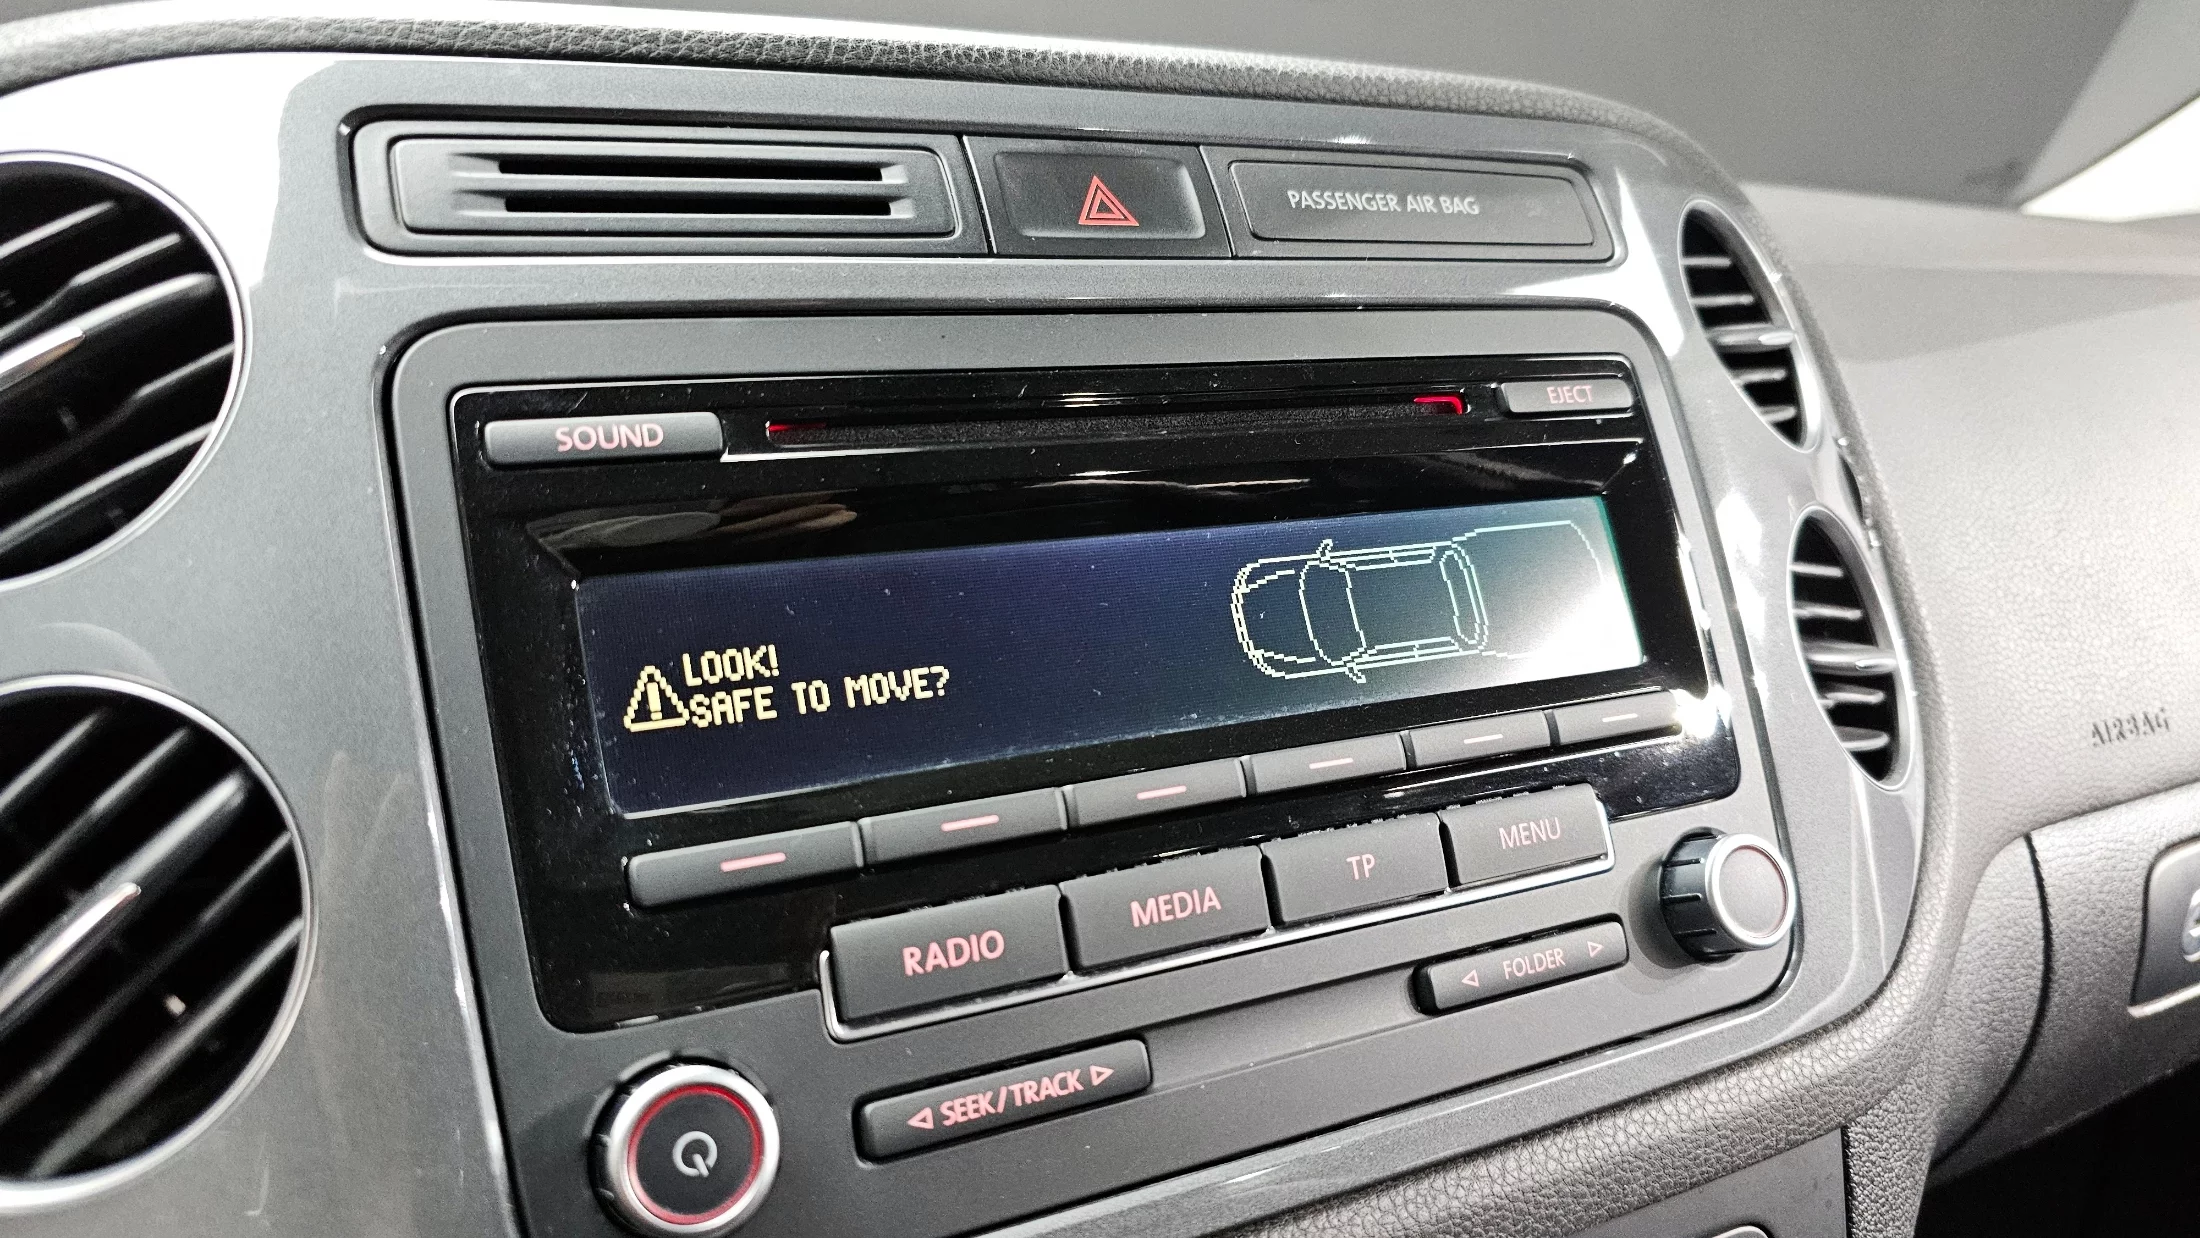 PASSENGER AIR BAG
SOUND
EJECT
LOOK!
SAFE TO MOVE?
AIRBAG
RADIO
MEDIA
TP
MENU
FOLDER
SEEK/TRACK